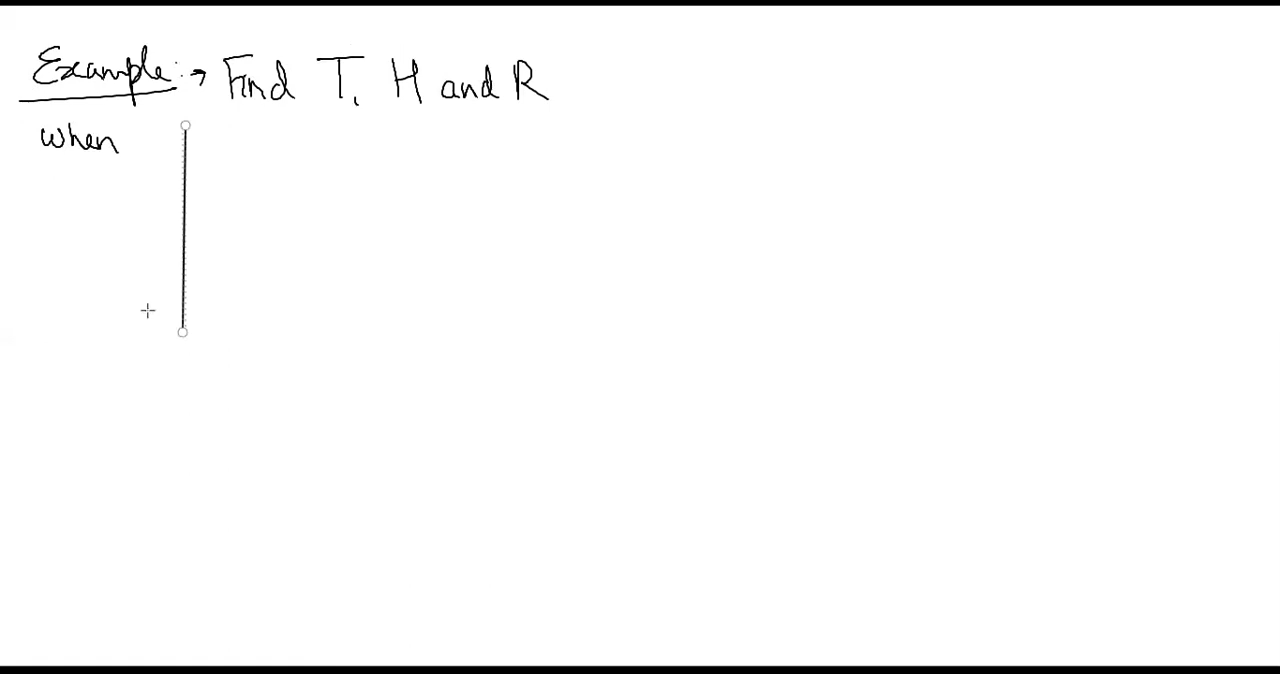 Example:→ Find T, H and R
when